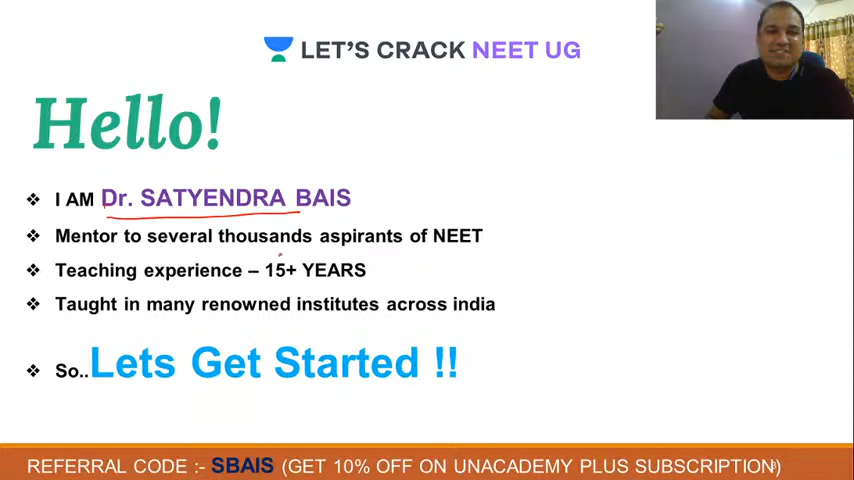 LET'S CRACK NEET UG
Hello!
I AM Dr. SATYENDRA BAIS
Mentor to several thousands aspirants of NEET
Teaching experience – 15+ YEARS
Taught in many renowned institutes across india
So..Lets Get Started !!
REFERRAL CODE :- SBAIS (GET 10% OFF ON UNACADEMY PLUS SUBSCRIPTION)